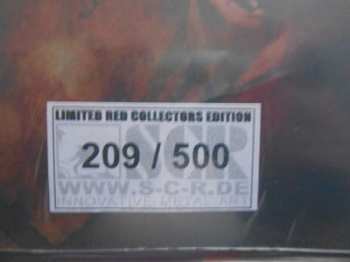 LIMITED RED COLLECTORS EDITION
SCR
209 / 500
WWW.S-C-R.DE
INNOVATIVE METAL ART